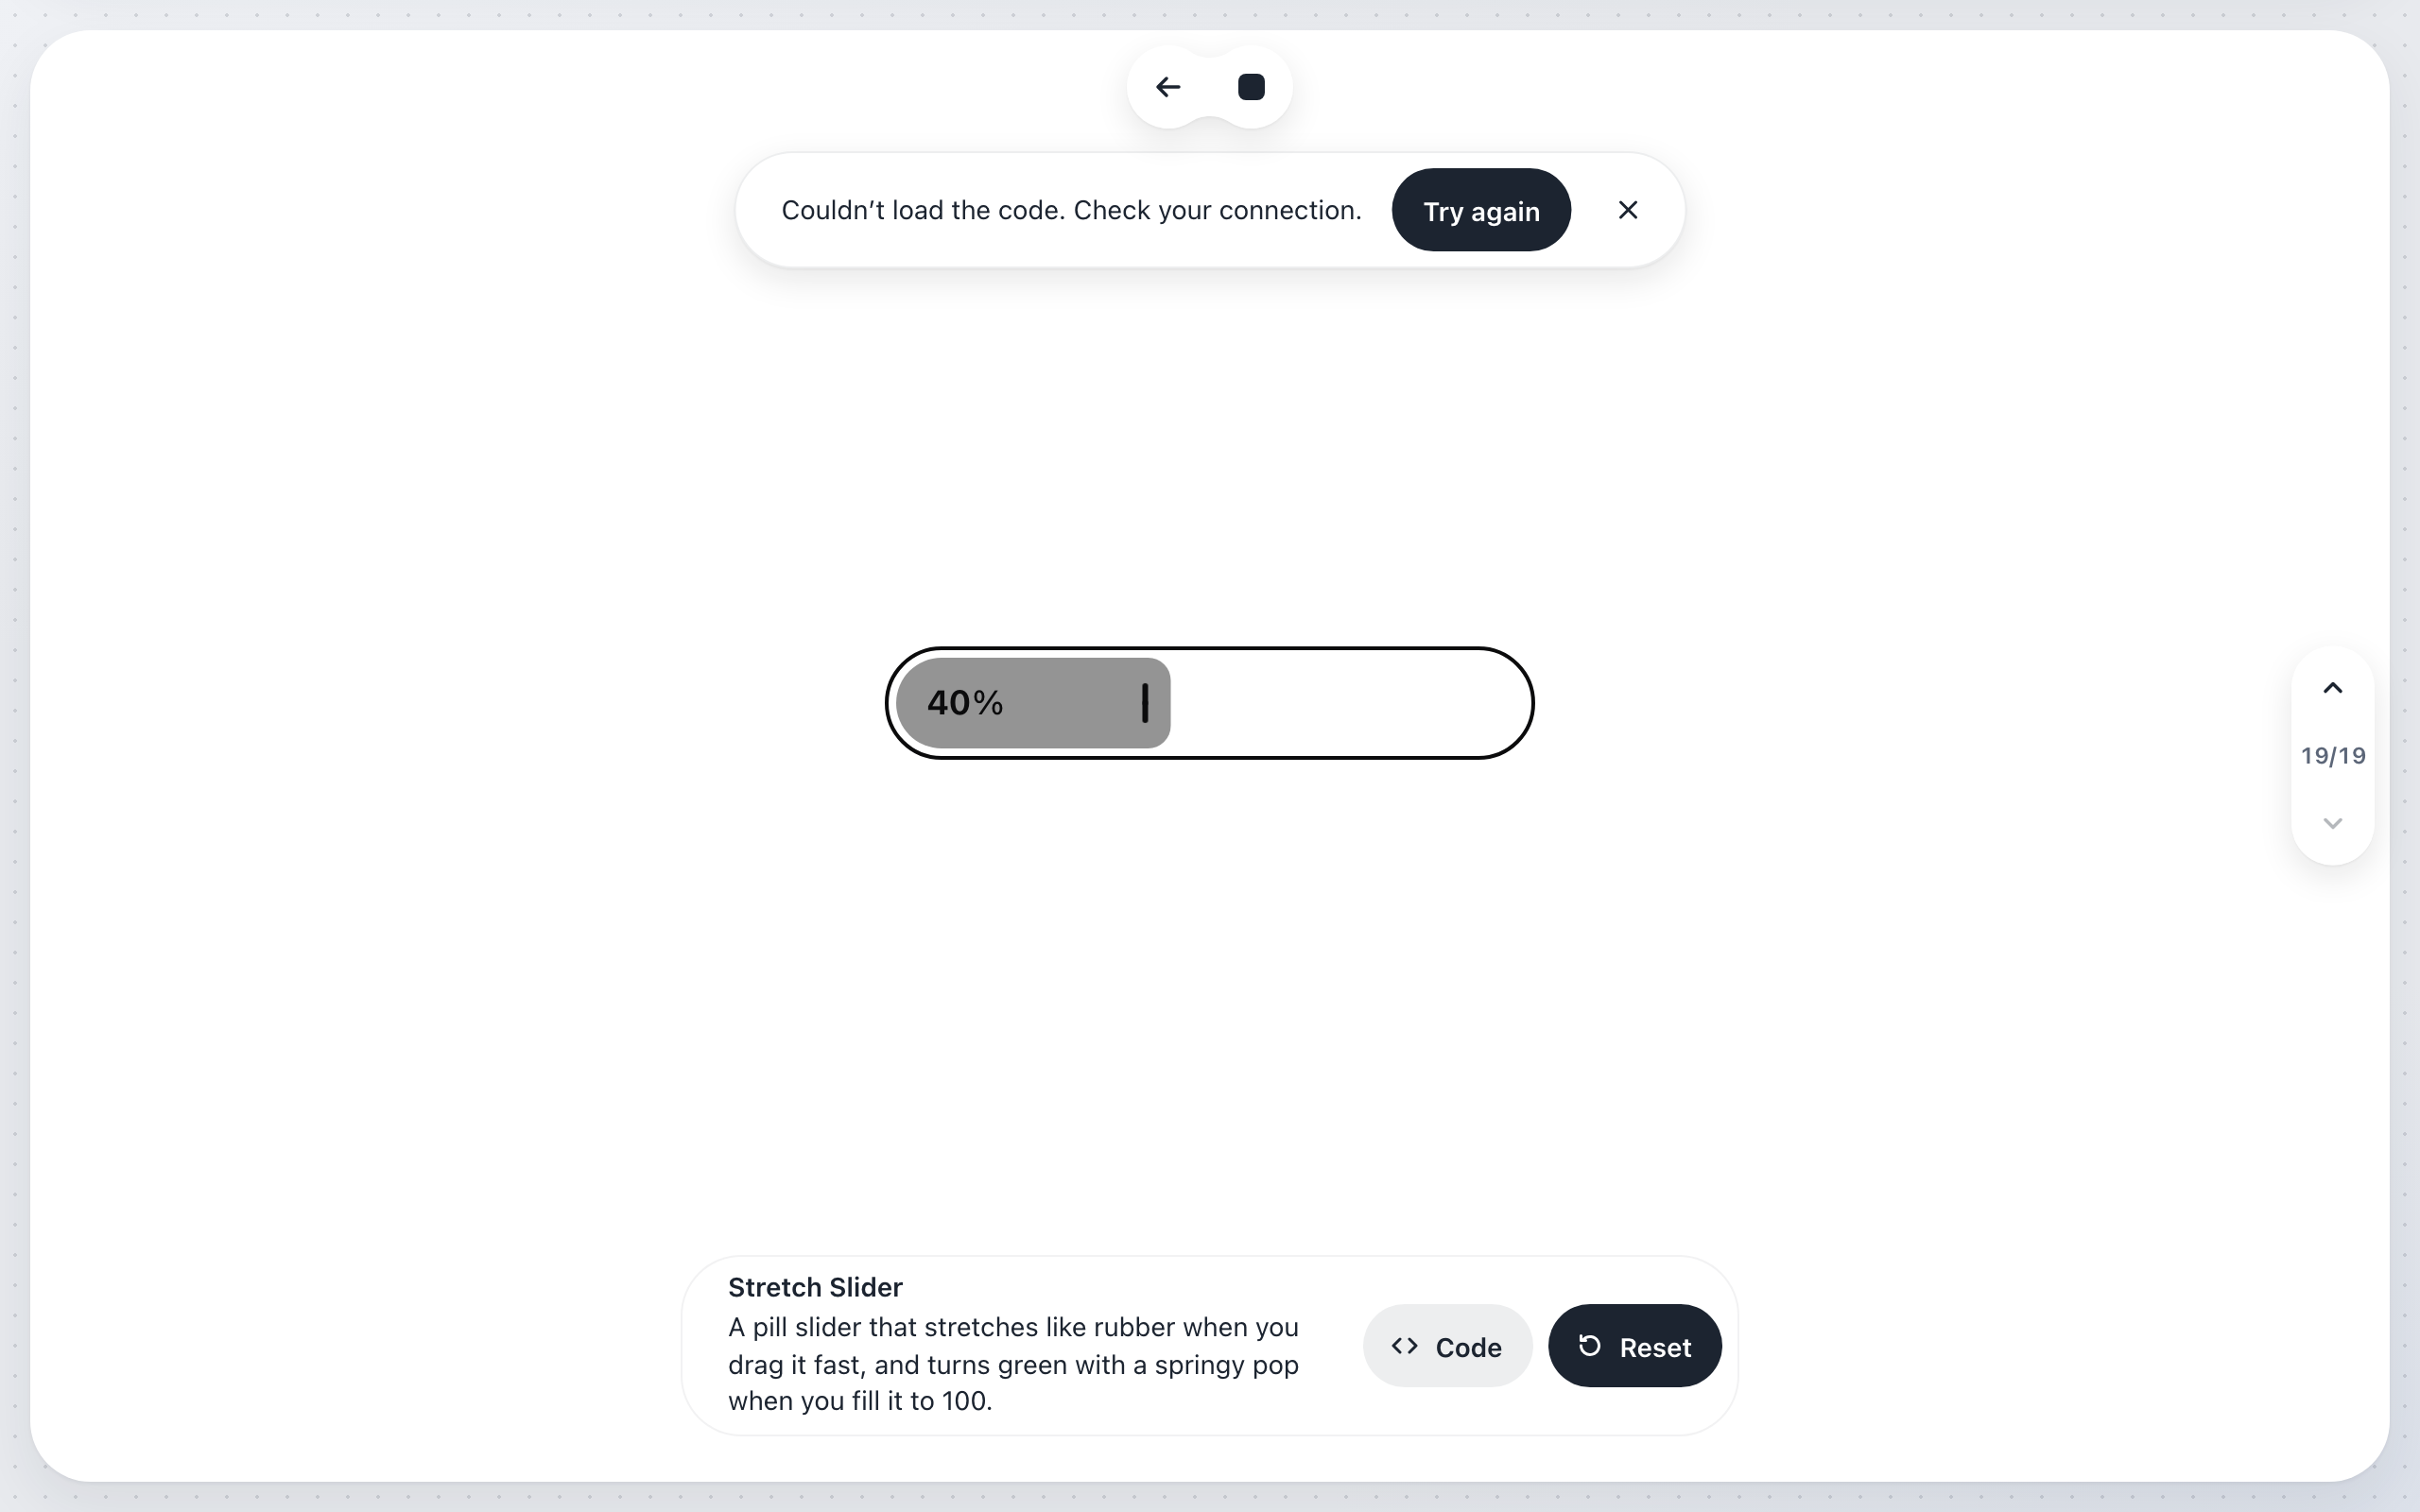 Couldn’t load the code. Check your connection.
Try again
40%
19/19
Stretch Slider
A pill slider that stretches like rubber when you
drag it fast, and turns green with a springy pop
when you fill it to 100.
Code
Reset